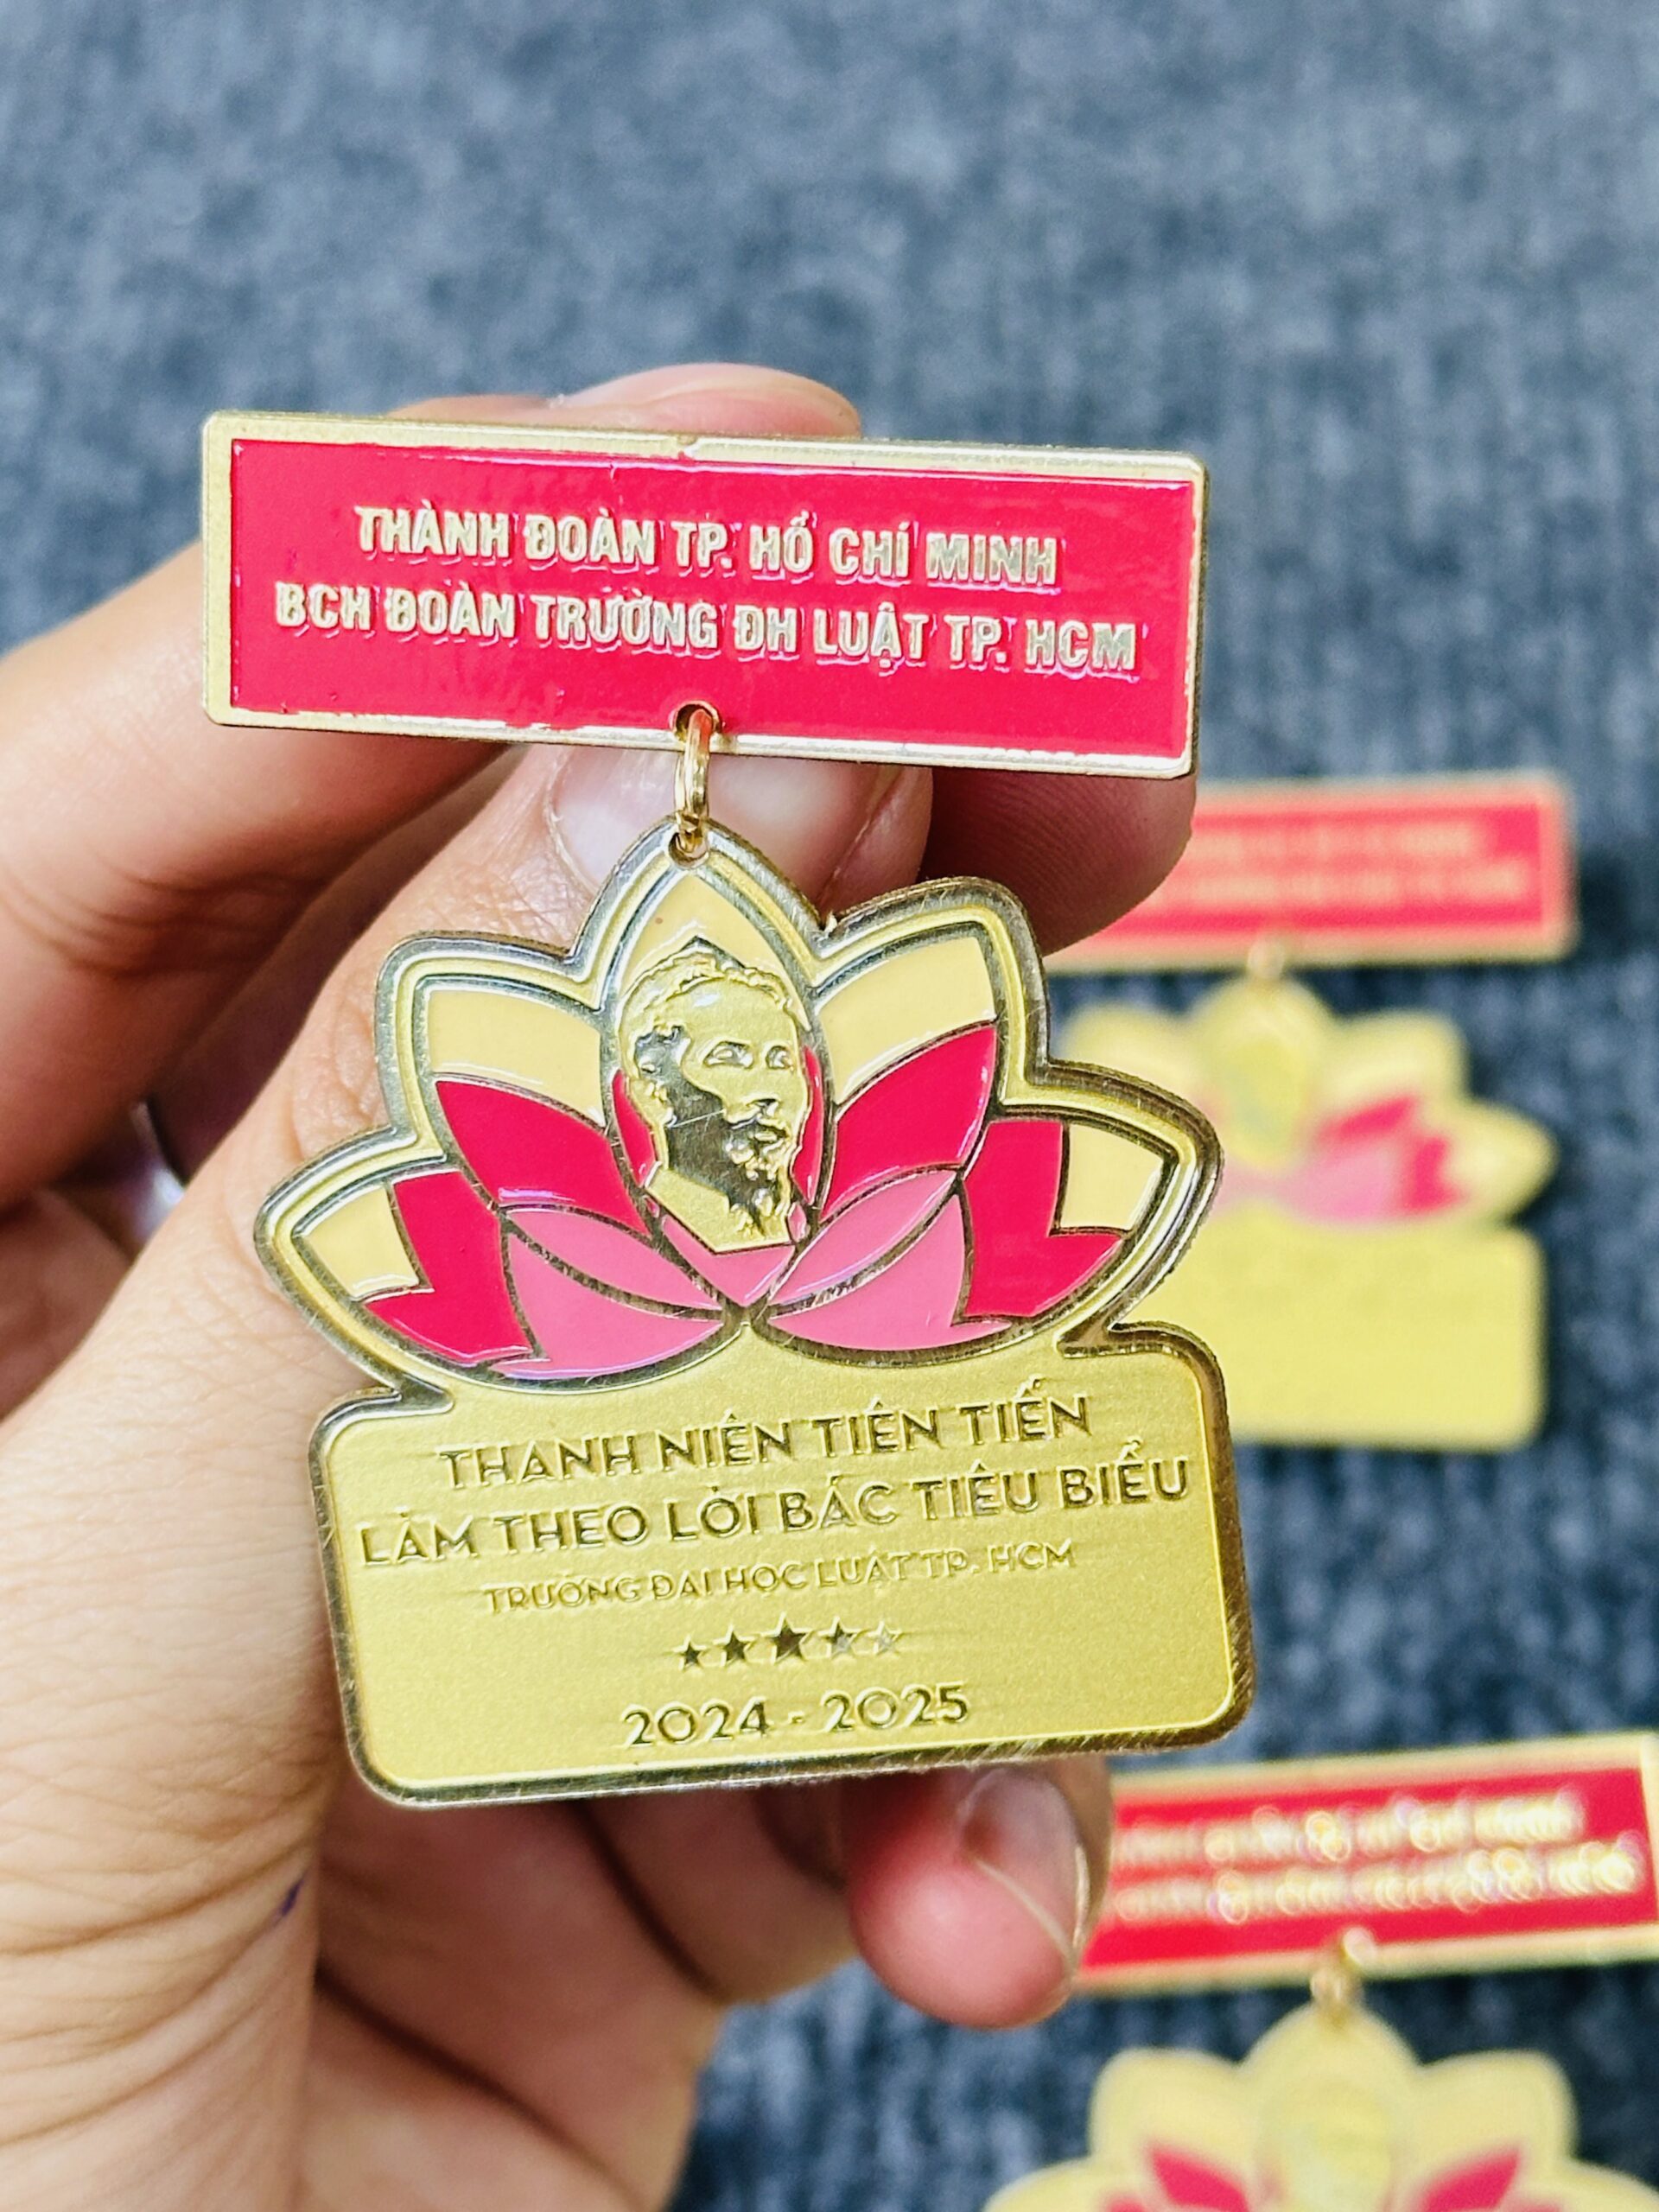 THÀNH ĐOÀN TP. HỒ CHÍ MINH
BCH ĐOÀN TRƯỜNG ĐH LUẬT TP. HCM
THANH NIÊN TIÊN TIẾN
LÀM THEO LỜI BÁC TIÊU BIỂU
TRƯỜNG ĐẠI HỌC LUẬT TP. HCM
2024 - 2025